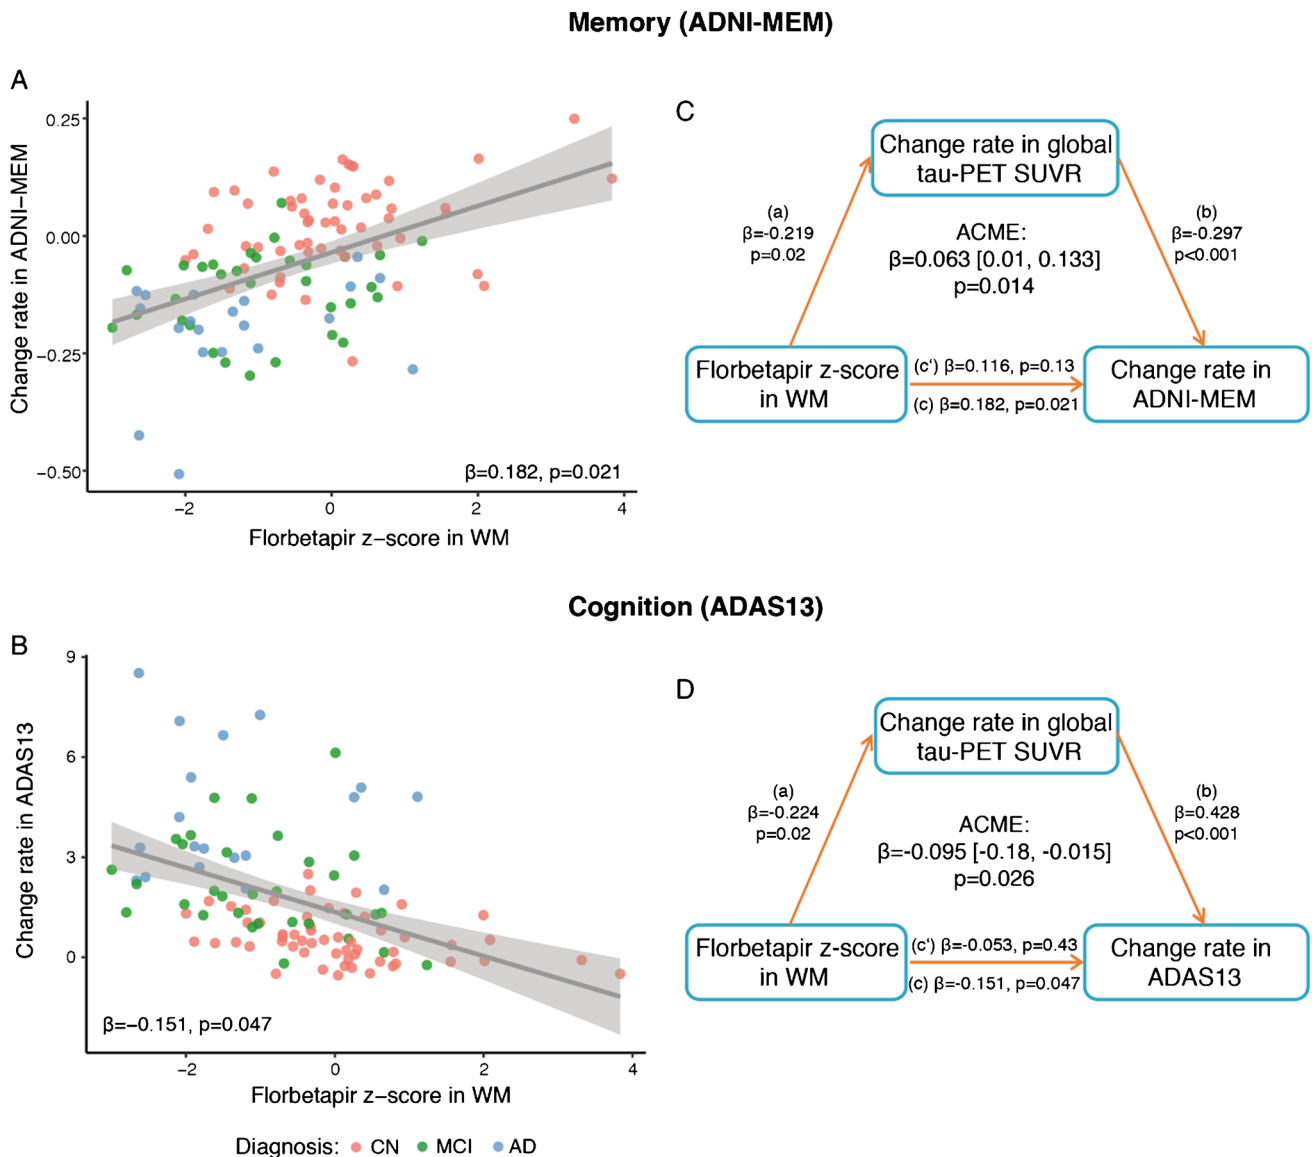 Memory (ADNI-MEM)
A
Change rate in ADNI−MEM
0.25
0.00
−0.25
−0.50
β=0.182, p=0.021
−2
0
2
4
Florbetapir z−score in WM
C
Change rate in global
tau-PET SUVR
(a)
β=-0.219
p=0.02
ACME:
β=0.063 [0.01, 0.133]
p=0.014
(b)
β=-0.297
p<0.001
Florbetapir z-score
in WM
(c') β=0.116, p=0.13
(c) β=0.182, p=0.021
Change rate in
ADNI-MEM
Cognition (ADAS13)
B
Change rate in ADAS13
9
6
3
0
β=−0.151, p=0.047
−2
0
2
4
Florbetapir z−score in WM
Diagnosis: CN MCI AD
D
Change rate in global
tau-PET SUVR
(a)
β=-0.224
p=0.02
ACME:
β=-0.095 [-0.18, -0.015]
p=0.026
(b)
β=0.428
p<0.001
Florbetapir z-score
in WM
(c') β=-0.053, p=0.43
(c) β=-0.151, p=0.047
Change rate in
ADAS13